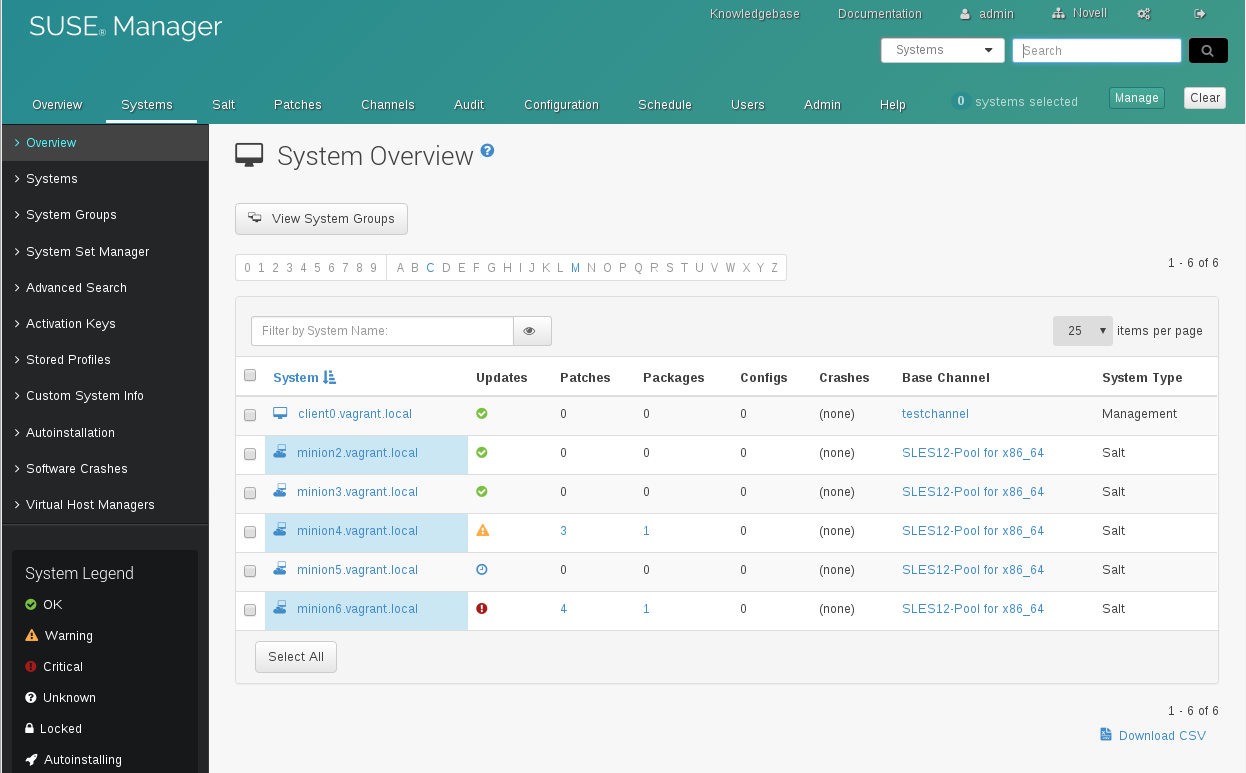 SUSE® Manager
Knowledgebase Documentation admin Novell
Systems Search
Overview Systems Salt Patches Channels Audit Configuration Schedule Users Admin Help 0 systems selected Manage Clear
Overview
Systems
System Groups
System Set Manager
Advanced Search
Activation Keys
Stored Profiles
Custom System Info
Autoinstallation
Software Crashes
Virtual Host Managers
System Legend
OK
Warning
Critical
Unknown
Locked
Autoinstalling
System Overview
View System Groups
0 1 2 3 4 5 6 7 8 9 A B C D E F G H I J K L M N O P Q R S T U V W X Y Z
1 - 6 of 6
Filter by System Name: 25 items per page
System Updates Patches Packages Configs Crashes Base Channel System Type
client0.vagrant.local 0 0 0 (none) testchannel Management
minion2.vagrant.local 0 0 0 (none) SLES12-Pool for x86_64 Salt
minion3.vagrant.local 0 0 0 (none) SLES12-Pool for x86_64 Salt
minion4.vagrant.local 3 1 0 (none) SLES12-Pool for x86_64 Salt
minion5.vagrant.local 0 0 0 (none) SLES12-Pool for x86_64 Salt
minion6.vagrant.local 4 1 0 (none) SLES12-Pool for x86_64 Salt
Select All
1 - 6 of 6
Download CSV